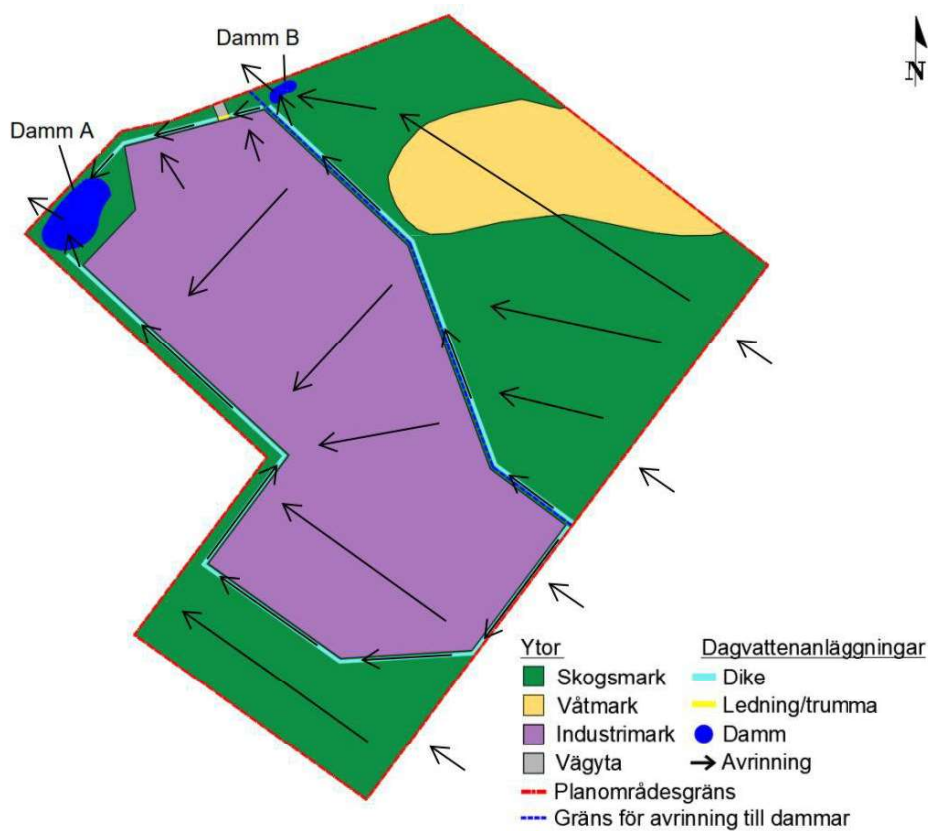 Damm B
N
Damm A
Ytor
Skogsmark
Våtmark
Industrimark
Vägyta
Planområdesgräns
Gräns för avrinning till dammar
Dagvattenanläggningar
Dike
Ledning/trumma
Damm
Avrinning